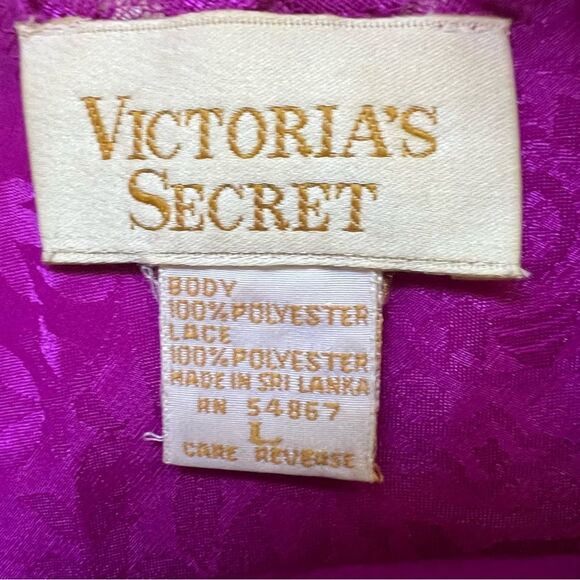 VICTORIA'S
SECRET
BODY
100% POLYESTER
LACE
100% POLYESTER
MADE IN SRI LANKA
RN 54867
L
CARE REVERSE